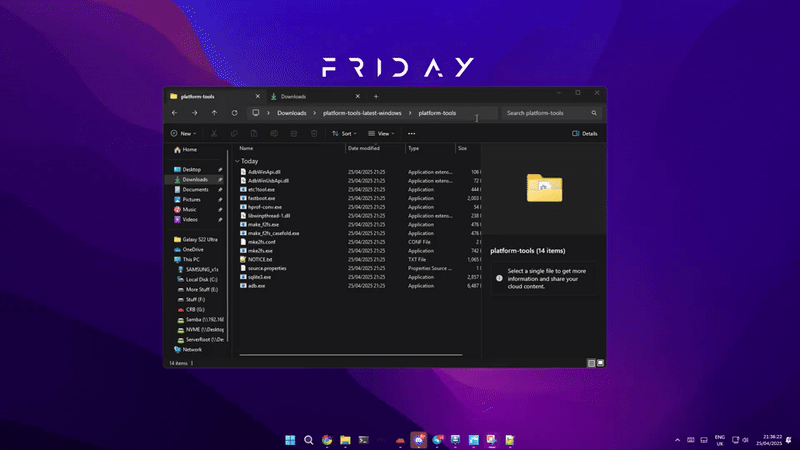 FRIDAY
platform-tools
Downloads
Downloads > platform-tools-latest-windows > platform-tools
Search platform-tools
New
Sort
View
Details
Home
Desktop
Downloads
Documents
Pictures
Music
Videos
Galaxy S22 Ultra
OneDrive
This PC
SAMSUNG_x1s
Local Disk (C:)
More Stuff (E:)
Stuff (F:)
CRB (G:)
Samba (\\192.16
NVME (\\Desktop
ServerRoot (\\De
Network
Name Date modified Type Size
Today
AdbWinApi.dll 25/04/2025 21:25 Application exten... 106
AdbWinUsbApi.dll 25/04/2025 21:25 Application exten... 72
etc1tool.exe 25/04/2025 21:25 Application 444
fastboot.exe 25/04/2025 21:25 Application 2,003
hprof-conv.exe 25/04/2025 21:25 Application 54
libwinpthread-1.dll 25/04/2025 21:25 Application exten... 238
make_f2fs.exe 25/04/2025 21:25 Application 476
make_f2fs_casefold.exe 25/04/2025 21:25 Application 476
mke2fs.conf 25/04/2025 21:25 CONF File 2
mke2fs.exe 25/04/2025 21:25 Application 742
NOTICE.txt 25/04/2025 21:25 TXT File 1,065
source.properties 25/04/2025 21:25 Properties Source ... 1
sqlite3.exe 25/04/2025 21:25 Application 2,857
adb.exe 25/04/2025 21:25 Application 6,487
platform-tools (14 items)
Select a single file to get more
information and share your
cloud content.
14 items
ENG
UK
21:36:22
25/04/2025